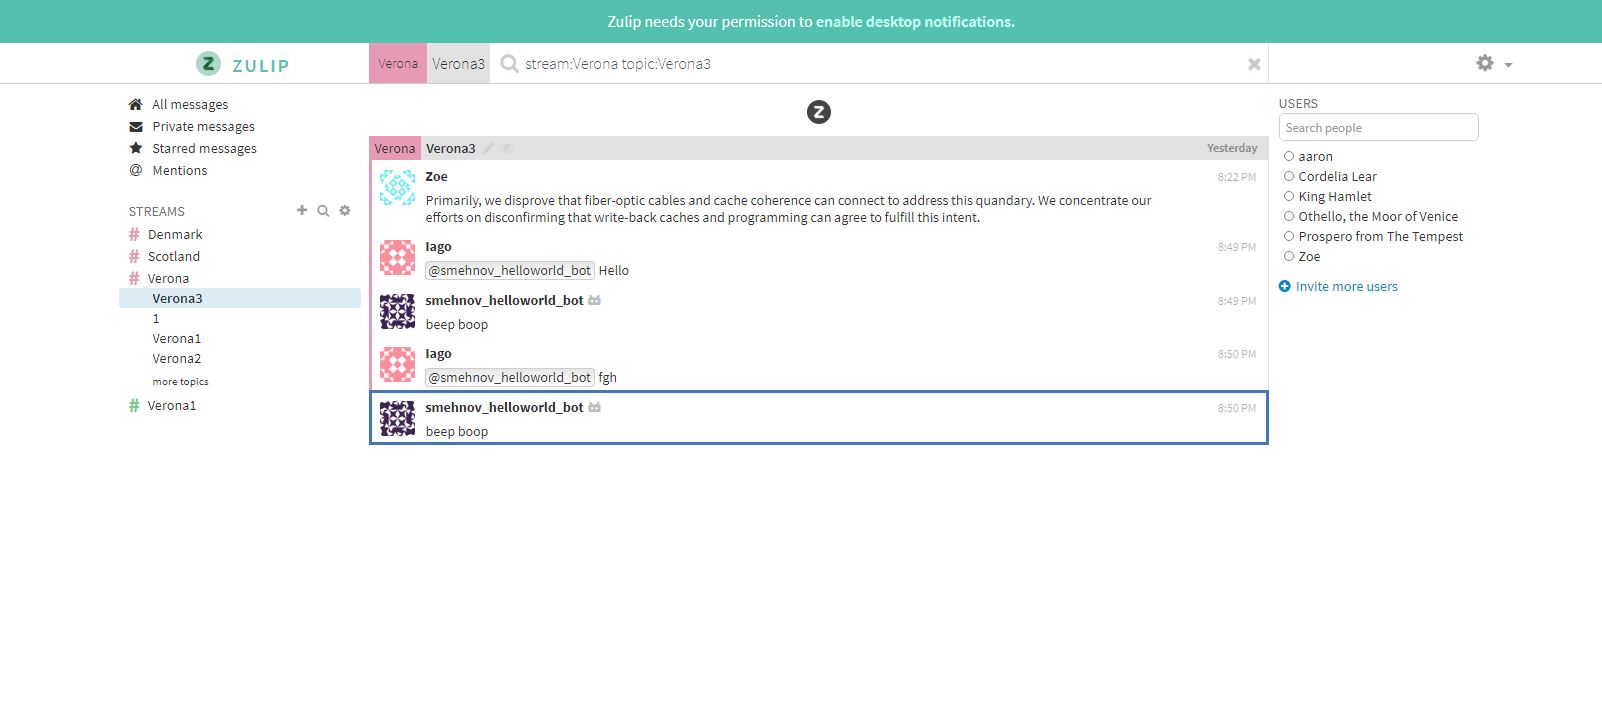 Zulip needs your permission to enable desktop notifications.
ZULIP
Verona
Verona3
stream:Verona topic:Verona3
All messages
Private messages
Starred messages
Mentions
STREAMS
# Denmark
# Scotland
# Verona
Verona3
1
Verona1
Verona2
more topics
# Verona1
Verona
Verona3
Yesterday
Zoe
8:22 PM
Primarily, we disprove that fiber-optic cables and cache coherence can connect to address this quandary. We concentrate our
efforts on disconfirming that write-back caches and programming can agree to fulfill this intent.
Iago
8:49 PM
@smehnov_helloworld_bot Hello
smehnov_helloworld_bot
8:49 PM
beep boop
Iago
8:50 PM
@smehnov_helloworld_bot fgh
smehnov_helloworld_bot
8:50 PM
beep boop
USERS
Search people
aaron
Cordelia Lear
King Hamlet
Othello, the Moor of Venice
Prospero from The Tempest
Zoe
Invite more users